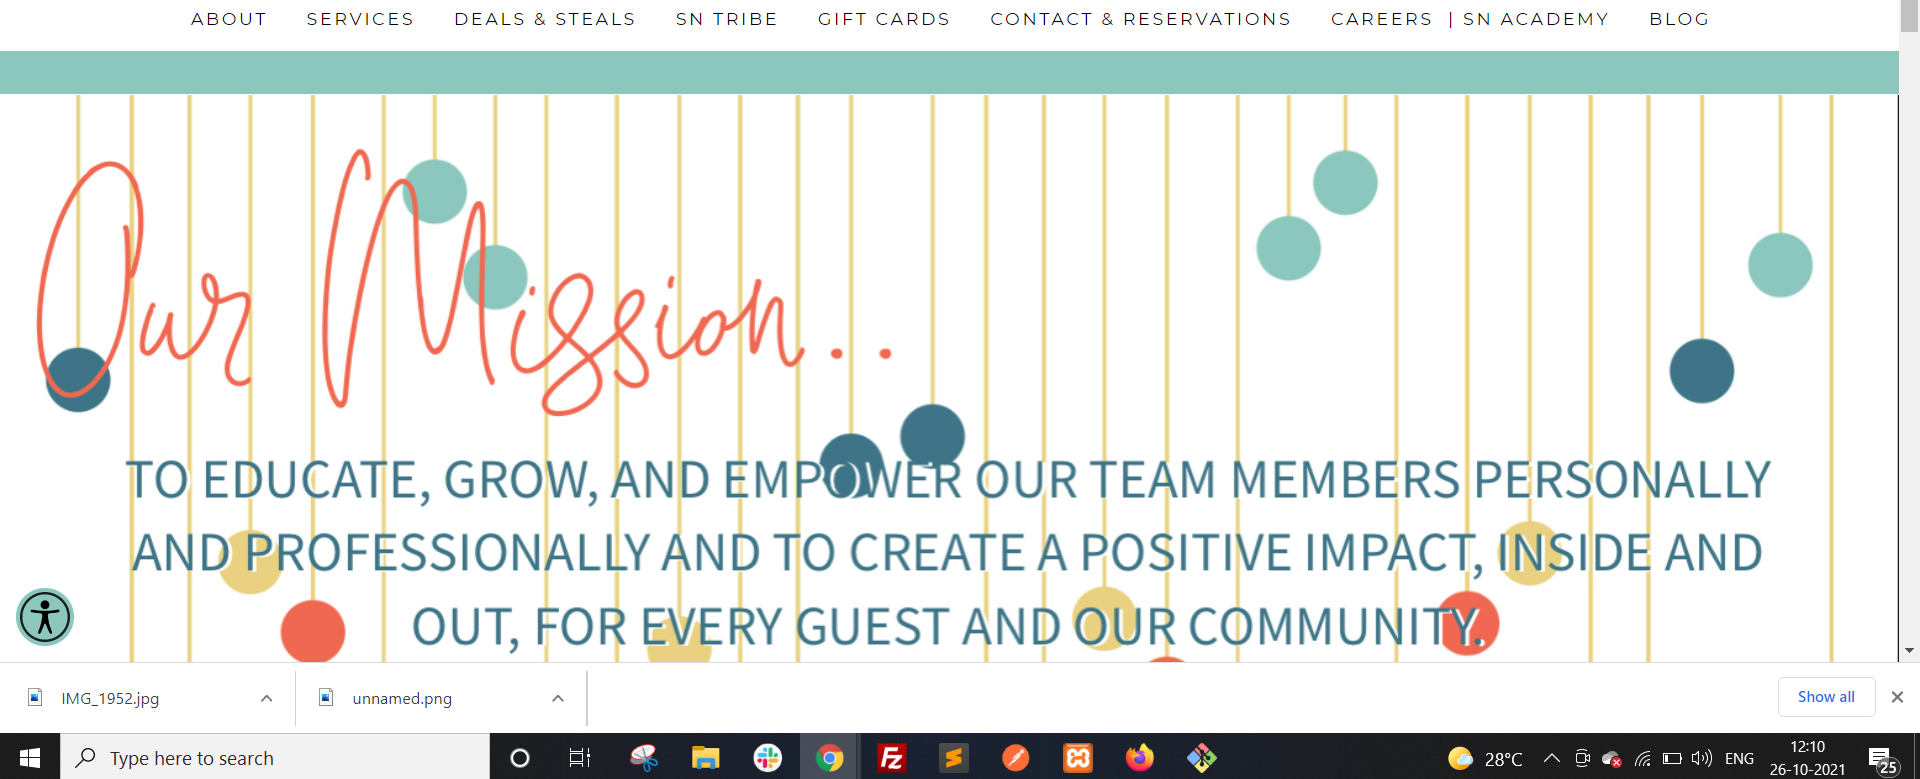 ABOUT SERVICES DEALS & STEALS SN TRIBE GIFT CARDS CONTACT & RESERVATIONS CAREERS | SN ACADEMY BLOG
Our Mission..
TO EDUCATE, GROW, AND EMPOWER OUR TEAM MEMBERS PERSONALLY
AND PROFESSIONALLY AND TO CREATE A POSITIVE IMPACT, INSIDE AND
OUT, FOR EVERY GUEST AND OUR COMMUNITY.
IMG_1952.jpg unnamed.png Show all
Type here to search 28°C ENG 12:10
26-10-2021 25